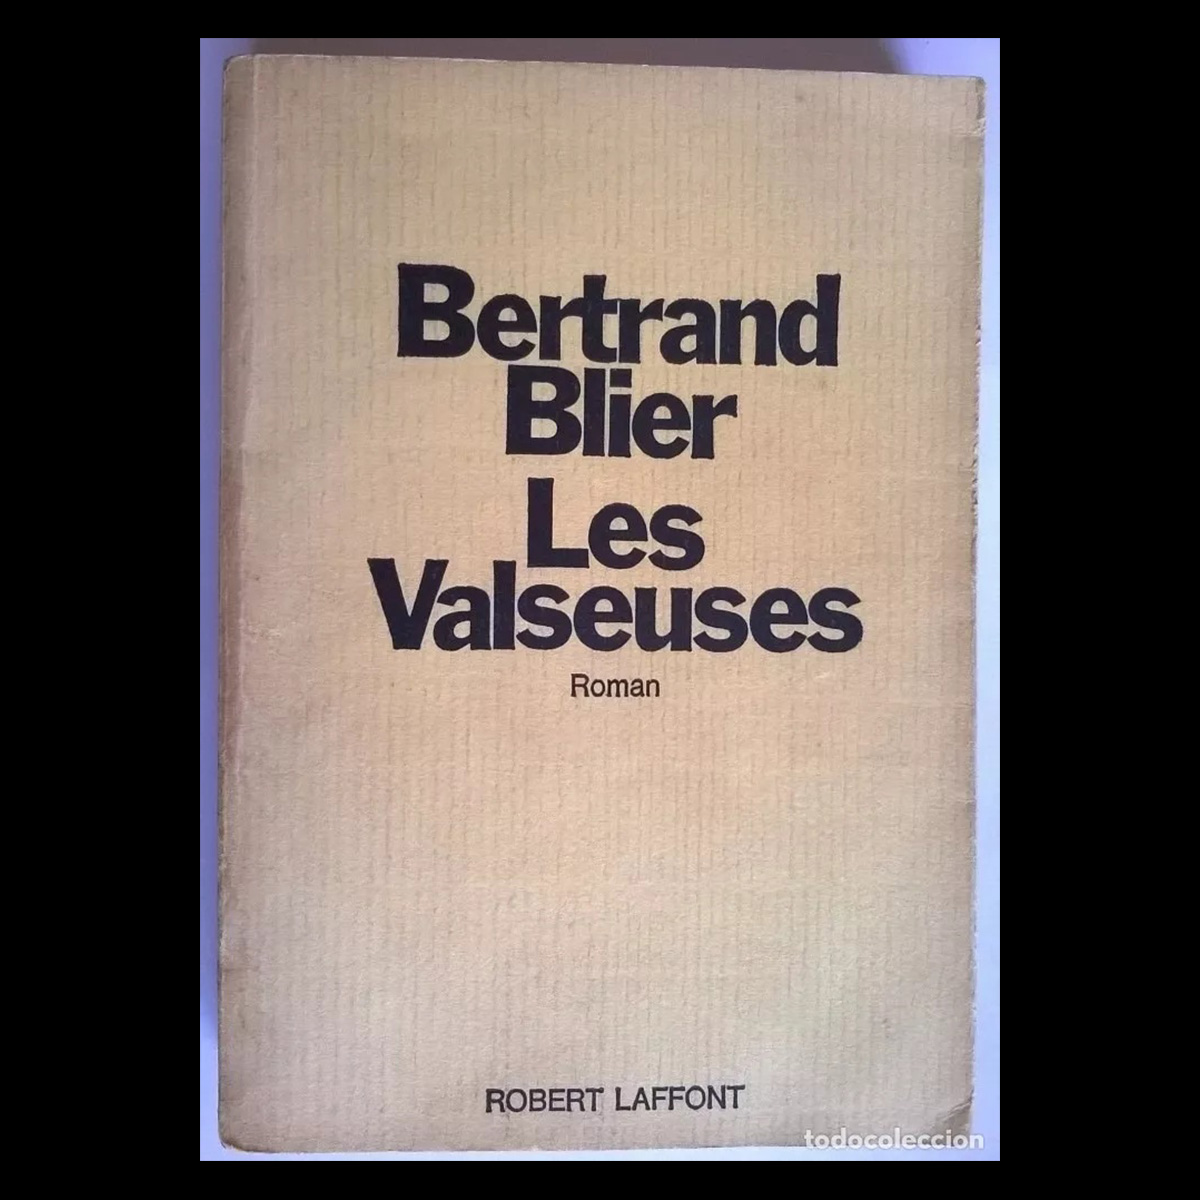 Bertrand
Blier
Les
Valseuses
Roman
ROBERT LAFFONT
todocoleccion